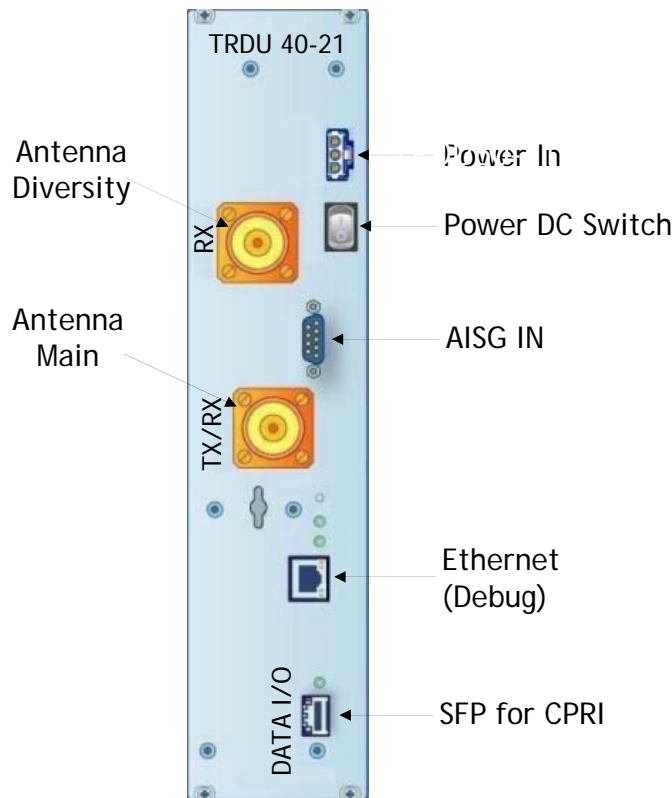 TRDU 40-21
Antenna
Diversity
Power In
RX
Power DC Switch
Antenna
Main
AISG IN
TX/RX
Ethernet
(Debug)
DATA I/O
SFP for CPRI